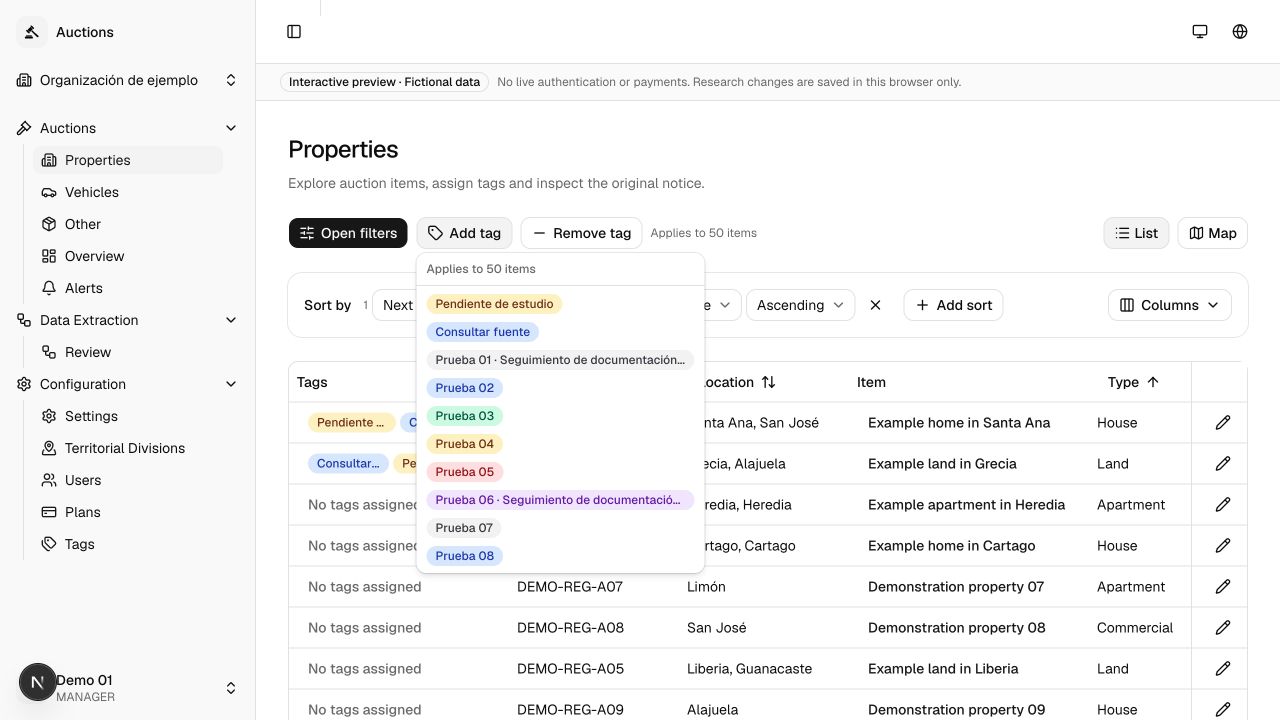 Auctions
Organización de ejemplo
Auctions
Properties
Vehicles
Other
Overview
Alerts
Data Extraction
Review
Configuration
Settings
Territorial Divisions
Users
Plans
Tags
N
Demo 01
MANAGER
Interactive preview · Fictional data No live authentication or payments. Research changes are saved in this browser only.
Properties
Explore auction items, assign tags and inspect the original notice.
Open filters Add tag Remove tag Applies to 50 items List Map
Applies to 50 items
Pendiente de estudio
Consultar fuente
Prueba 01 · Seguimiento de documentación...
Prueba 02
Prueba 03
Prueba 04
Prueba 05
Prueba 06 · Seguimiento de documentació...
Prueba 07
Prueba 08
Sort by 1 Next e Ascending Add sort Columns
Tags ocation Item Type
Pendiente ... C nta Ana, San José Example home in Santa Ana House
Consultar... Pe ecia, Alajuela Example land in Grecia Land
No tags assigned redia, Heredia Example apartment in Heredia Apartment
No tags assigned rtago, Cartago Example home in Cartago House
No tags assigned DEMO-REG-A07 Limón Demonstration property 07 Apartment
No tags assigned DEMO-REG-A08 San José Demonstration property 08 Commercial
No tags assigned DEMO-REG-A05 Liberia, Guanacaste Example land in Liberia Land
No tags assigned DEMO-REG-A09 Alajuela Demonstration property 09 House